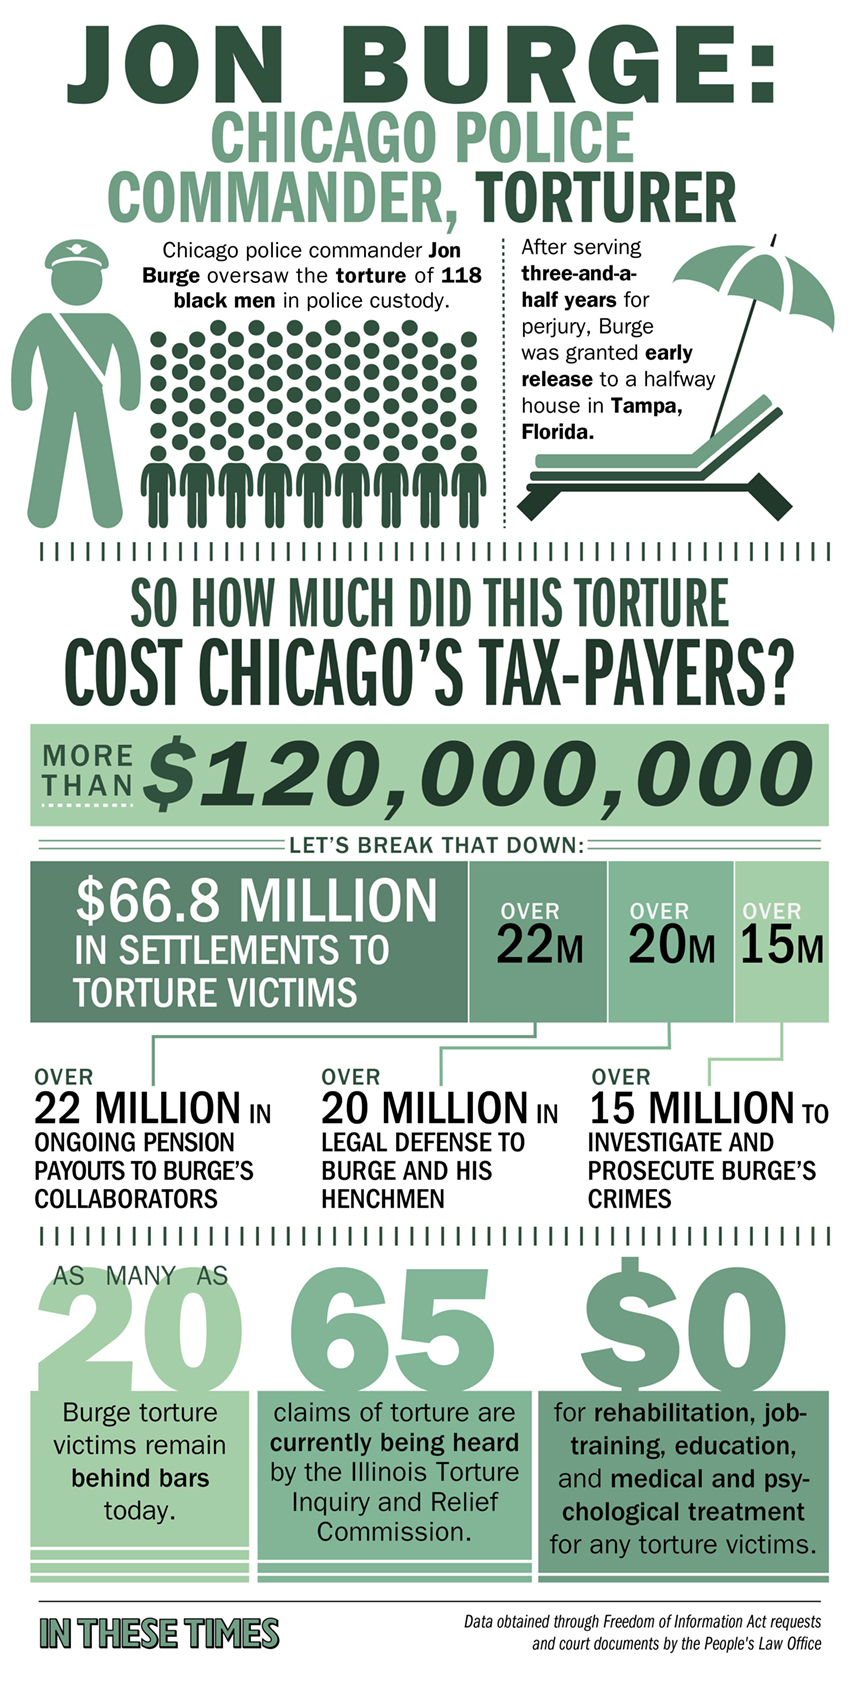 JON BURGE:
CHICAGO POLICE
COMMANDER, TORTURER
Chicago police commander Jon
Burge oversaw the torture of 118
black men in police custody.
After serving
three-and-a-
half years for
perjury, Burge
was granted early
release to a halfway
house in Tampa,
Florida.
SO HOW MUCH DID THIS TORTURE
COST CHICAGO'S TAX-PAYERS?
MORE
THAN
$120,000,000
LET'S BREAK THAT DOWN:
$66.8 MILLION
IN SETTLEMENTS TO
TORTURE VICTIMS
OVER
22M
OVER
20M
OVER
15M
OVER
22 MILLION IN
ONGOING PENSION
PAYOUTS TO BURGE'S
COLLABORATORS
OVER
20 MILLION IN
LEGAL DEFENSE TO
BURGE AND HIS
HENCHMEN
OVER
15 MILLION TO
INVESTIGATE AND
PROSECUTE BURGE'S
CRIMES
AS MANY AS
20
Burge torture
victims remain
behind bars
today.
65
claims of torture are
currently being heard
by the Illinois Torture
Inquiry and Relief
Commission.
$0
for rehabilitation, job-
training, education,
and medical and psy-
chological treatment
for any torture victims.
IN THESE TIMES
Data obtained through Freedom of Information Act requests
and court documents by the People's Law Office